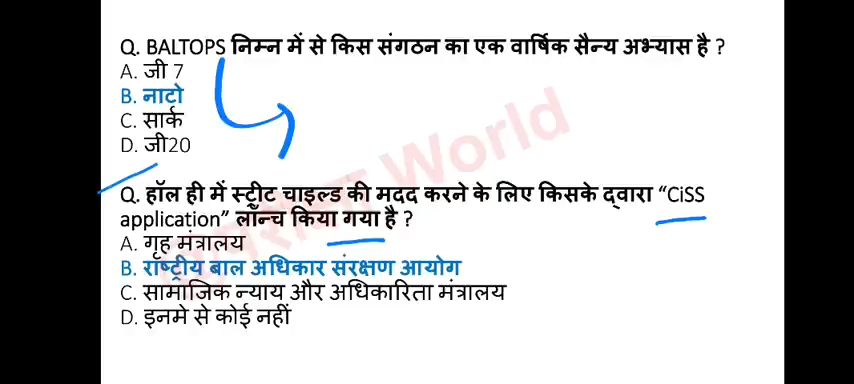 Q. BALTOPS निम्न में से किस संगठन का एक वार्षिक सैन्य अभ्यास है ?
A. जी 7
B. नाटो
C. सार्क
D. जी20
Q. हॉल ही में स्ट्रीट चाइल्ड की मदद करने के लिए किसके द्वारा “CiSS
application” लॉन्च किया गया है ?
A. गृह मंत्रालय
B. राष्ट्रीय बाल अधिकार संरक्षण आयोग
C. सामाजिक न्याय और अधिकारिता मंत्रालय
D. इनमे से कोई नहीं
World